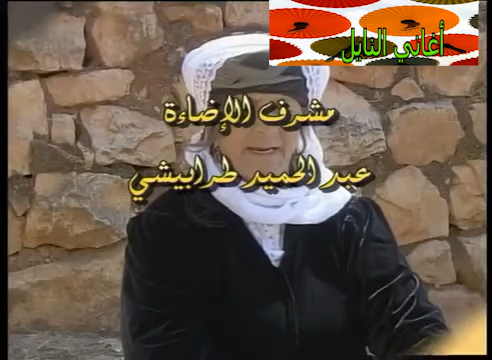 أغاني النايل
مشرف الإضاءة
عبد الحميد طرابيشي